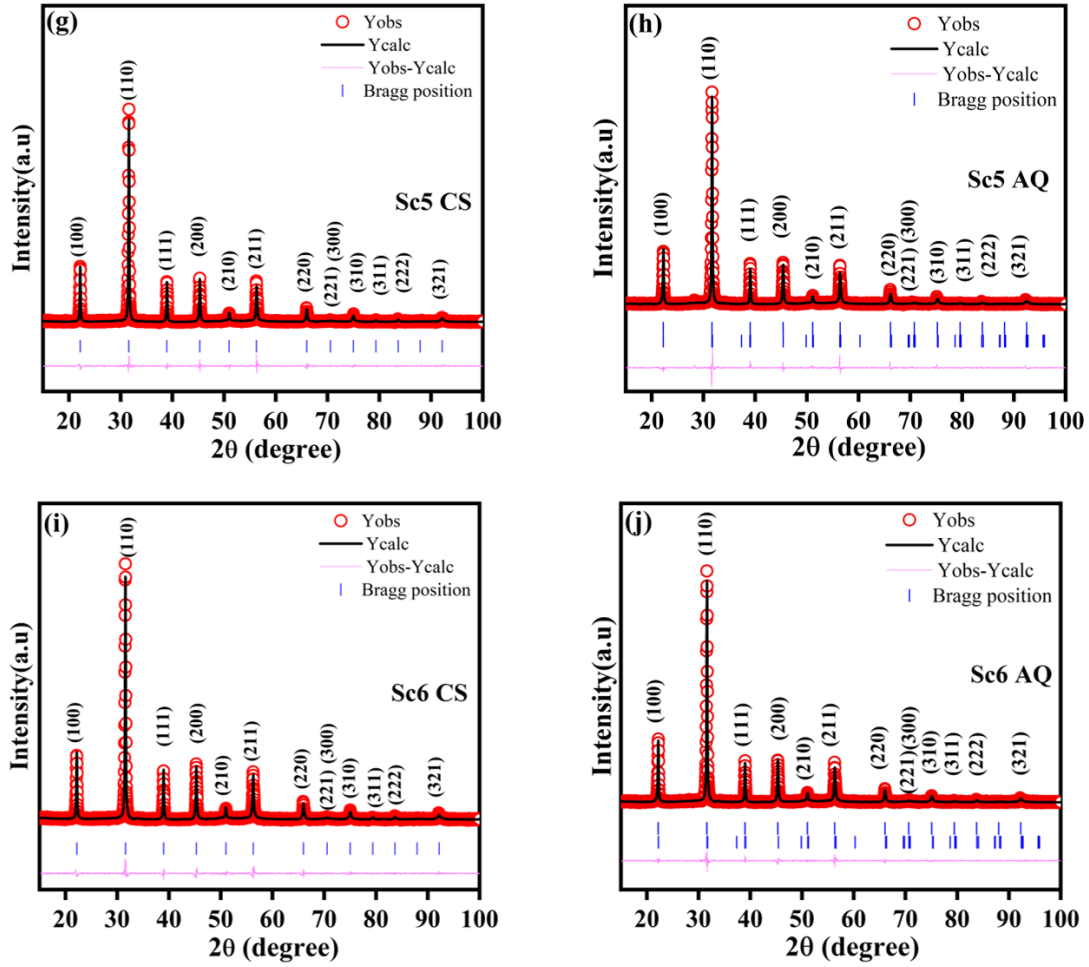 (g)
Yobs
Ycalc
Yobs-Ycalc
Bragg position
Sc5 CS
(100)
(110)
(111)
(200)
(210)
(211)
(220)
(221)
(300)
(310)
(311)
(222)
(321)
Intensity(a.u)
20 30 40 50 60 70 80 90 100
2θ (degree)
(h)
Yobs
Ycalc
Yobs-Ycalc
Bragg position
Sc5 AQ
(100)
(110)
(111)
(200)
(210)
(211)
(220)
(221)
(300)
(310)
(311)
(222)
(321)
Intensity(a.u)
20 30 40 50 60 70 80 90 100
2θ (degree)
(i)
Yobs
Ycalc
Yobs-Ycalc
Bragg position
Sc6 CS
(100)
(110)
(111)
(200)
(210)
(211)
(220)
(221)
(300)
(310)
(311)
(222)
(321)
Intensity(a.u)
20 30 40 50 60 70 80 90 100
2θ (degree)
(j)
Yobs
Ycalc
Yobs-Ycalc
Bragg position
Sc6 AQ
(100)
(110)
(111)
(200)
(210)
(211)
(220)
(221)
(300)
(310)
(311)
(222)
(321)
Intensity(a.u)
20 30 40 50 60 70 80 90 100
2θ (degree)